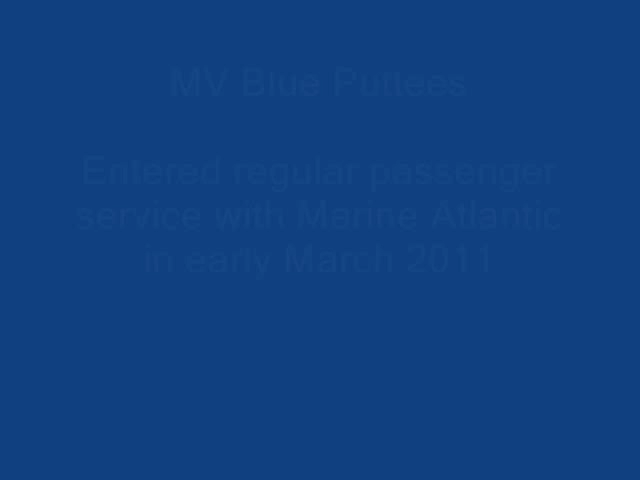 MV Blue Puttees
Entered regular passenger
service with Marine Atlantic
in early March 2011